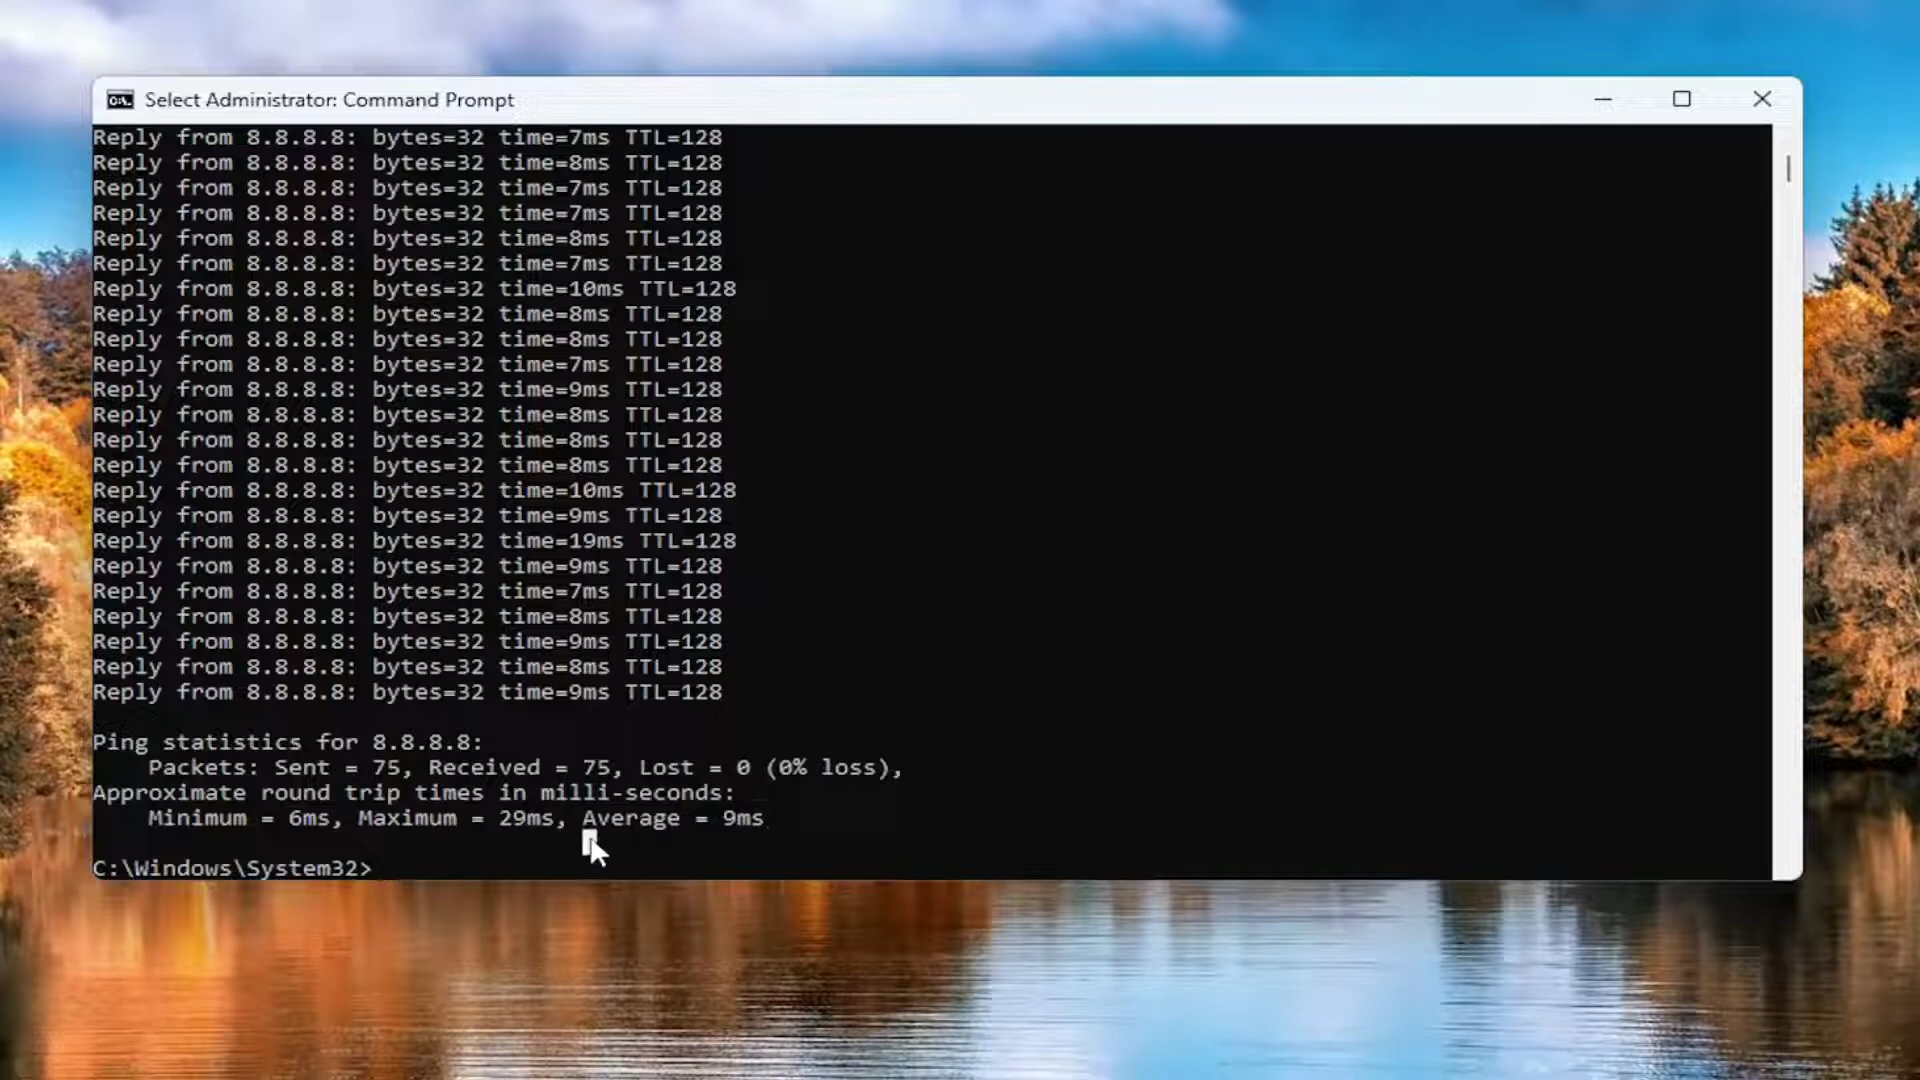 Select Administrator: Command Prompt
Reply from 8.8.8.8: bytes=32 time=7ms TTL=128
Reply from 8.8.8.8: bytes=32 time=8ms TTL=128
Reply from 8.8.8.8: bytes=32 time=7ms TTL=128
Reply from 8.8.8.8: bytes=32 time=7ms TTL=128
Reply from 8.8.8.8: bytes=32 time=8ms TTL=128
Reply from 8.8.8.8: bytes=32 time=7ms TTL=128
Reply from 8.8.8.8: bytes=32 time=10ms TTL=128
Reply from 8.8.8.8: bytes=32 time=8ms TTL=128
Reply from 8.8.8.8: bytes=32 time=8ms TTL=128
Reply from 8.8.8.8: bytes=32 time=7ms TTL=128
Reply from 8.8.8.8: bytes=32 time=9ms TTL=128
Reply from 8.8.8.8: bytes=32 time=8ms TTL=128
Reply from 8.8.8.8: bytes=32 time=8ms TTL=128
Reply from 8.8.8.8: bytes=32 time=8ms TTL=128
Reply from 8.8.8.8: bytes=32 time=10ms TTL=128
Reply from 8.8.8.8: bytes=32 time=9ms TTL=128
Reply from 8.8.8.8: bytes=32 time=19ms TTL=128
Reply from 8.8.8.8: bytes=32 time=9ms TTL=128
Reply from 8.8.8.8: bytes=32 time=7ms TTL=128
Reply from 8.8.8.8: bytes=32 time=8ms TTL=128
Reply from 8.8.8.8: bytes=32 time=9ms TTL=128
Reply from 8.8.8.8: bytes=32 time=8ms TTL=128
Reply from 8.8.8.8: bytes=32 time=9ms TTL=128
Ping statistics for 8.8.8.8:
Packets: Sent = 75, Received = 75, Lost = 0 (0% loss),
Approximate round trip times in milli-seconds:
Minimum = 6ms, Maximum = 29ms, Average = 9ms
C:\Windows\System32>